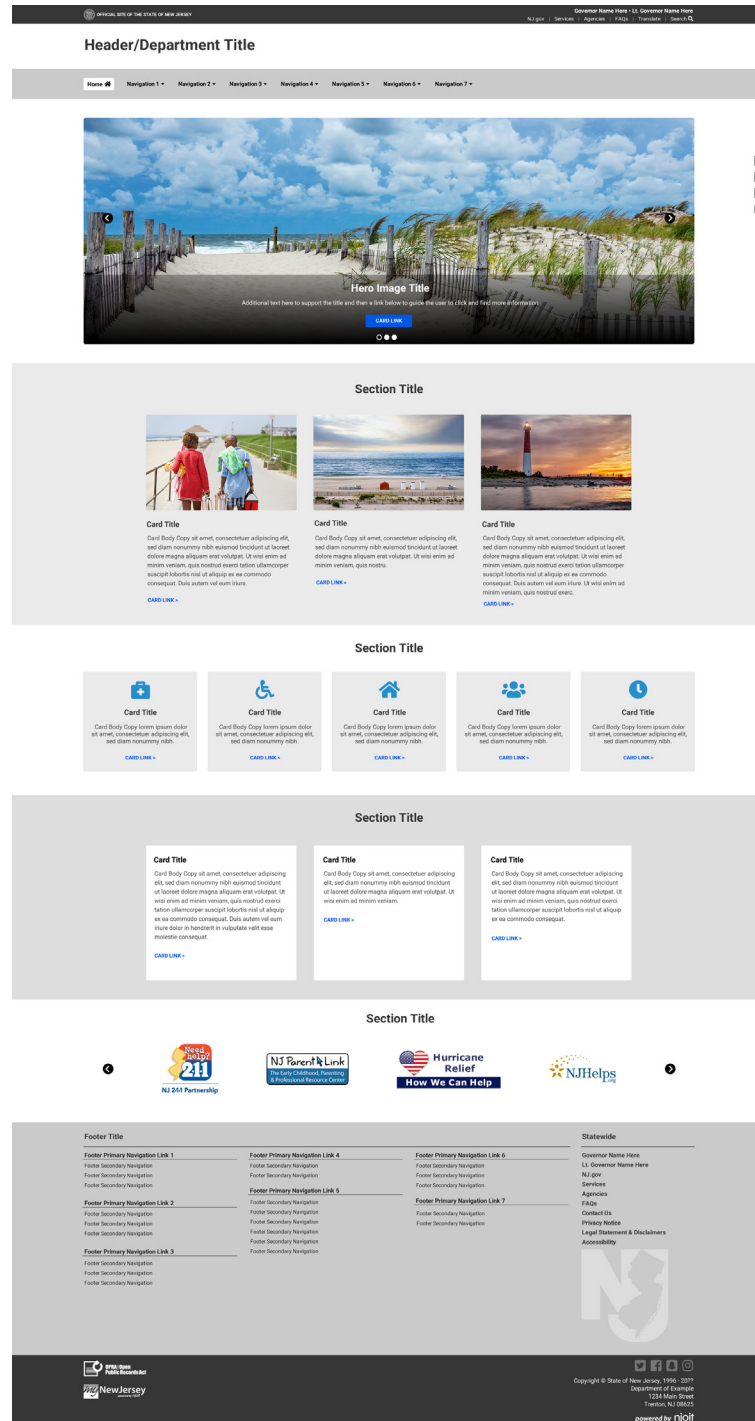 OFFICIAL SITE OF THE STATE OF NEW JERSEY
Governor Name Here • Lt. Governor Name Here
NJ.gov | Services | Agencies | FAQs | Translate | Search
Header/Department Title
Home Navigation 1 Navigation 2 Navigation 3 Navigation 4 Navigation 5 Navigation 6 Navigation 7
Hero Image Title
Additional text here to support the title and then a link below to guide the user to click and find more information
CARD LINK
Section Title
Card Title
Card Body Copy sit amet, consectetuer adipiscing elit,
sed diam nonummy nibh euismod tincidunt ut laoreet
dolore magna aliquam erat volutpat. Ut wisi enim ad
minim veniam, quis nostrud exerci tation ullamcorper
suscipit lobortis nisl ut aliquip ex ea commodo
consequat. Duis autem vel eum iriure.
CARD LINK »
Card Title
Card Body Copy sit amet, consectetuer adipiscing elit,
sed diam nonummy nibh euismod tincidunt ut laoreet
dolore magna aliquam erat volutpat. Ut wisi enim ad
minim veniam, quis nostru.
CARD LINK »
Card Title
Card Body Copy sit amet, consectetuer adipiscing elit,
sed diam nonummy nibh euismod tincidunt ut laoreet
dolore magna aliquam erat volutpat. Ut wisi enim ad
minim veniam, quis nostrud exerci tation ullamcorper
suscipit lobortis nisl ut aliquip ex ea commodo
consequat. Duis autem vel eum iriure. Ut wisi enim ad
minim veniam, quis nostrud exerc.
CARD LINK »
Section Title
Card Title
Card Body Copy lorem ipsum dolor
sit amet, consectetuer adipiscing elit,
sed diam nonummy nibh.
CARD LINK »
Card Title
Card Body Copy lorem ipsum dolor
sit amet, consectetuer adipiscing elit,
sed diam nonummy nibh.
CARD LINK »
Card Title
Card Body Copy lorem ipsum dolor
sit amet, consectetuer adipiscing elit,
sed diam nonummy nibh.
CARD LINK »
Card Title
Card Body Copy lorem ipsum dolor
sit amet, consectetuer adipiscing elit,
sed diam nonummy nibh.
CARD LINK »
Card Title
Card Body Copy lorem ipsum dolor
sit amet, consectetuer adipiscing elit,
sed diam nonummy nibh.
CARD LINK »
Section Title
Card Title
Card Body Copy sit amet, consectetuer adipiscing
elit, sed diam nonummy nibh euismod tincidunt
ut laoreet dolore magna aliquam erat volutpat. Ut
wisi enim ad minim veniam, quis nostrud exerci
tation ullamcorper suscipit lobortis nisl ut aliquip
ex ea commodo consequat. Duis autem vel eum
iriure dolor in hendrerit in vulputate velit esse
molestie consequat.
CARD LINK »
Card Title
Card Body Copy sit amet, consectetuer adipiscing
elit, sed diam nonummy nibh euismod tincidunt
ut laoreet dolore magna aliquam erat volutpat. Ut
wisi enim ad minim veniam.
CARD LINK »
Card Title
Card Body Copy sit amet, consectetuer adipiscing
elit, sed diam nonummy nibh euismod tincidunt
ut laoreet dolore magna aliquam erat volutpat. Ut
wisi enim ad minim veniam, quis nostrud exerci
tation ullamcorper suscipit lobortis nisl ut aliquip
ex ea commodo consequat.
CARD LINK »
Section Title
Need
help?
211
NJ 211 Partnership
NJ Parent Link
The Early Childhood, Parenting
& Professional Resource Center
Hurricane
Relief
How We Can Help
NJHelps
.org
Footer Title
Footer Primary Navigation Link 1
Footer Secondary Navigation
Footer Secondary Navigation
Footer Secondary Navigation
Footer Primary Navigation Link 2
Footer Secondary Navigation
Footer Secondary Navigation
Footer Secondary Navigation
Footer Primary Navigation Link 3
Footer Secondary Navigation
Footer Secondary Navigation
Footer Secondary Navigation
Footer Primary Navigation Link 4
Footer Secondary Navigation
Footer Secondary Navigation
Footer Primary Navigation Link 5
Footer Secondary Navigation
Footer Secondary Navigation
Footer Secondary Navigation
Footer Secondary Navigation
Footer Secondary Navigation
Footer Secondary Navigation
Footer Primary Navigation Link 6
Footer Secondary Navigation
Footer Secondary Navigation
Footer Secondary Navigation
Footer Primary Navigation Link 7
Footer Secondary Navigation
Footer Secondary Navigation
Statewide
Governor Name Here
Lt. Governor Name Here
NJ.gov
Services
Agencies
FAQs
Contact Us
Privacy Notice
Legal Statement & Disclaimers
Accessibility
NJ
OPRA | Open
Public Records Act
my NewJersey
Copyright © State of New Jersey, 1996 - 20??
Department of Example
1234 Main Street
Trenton, NJ 08625
powered by njoit